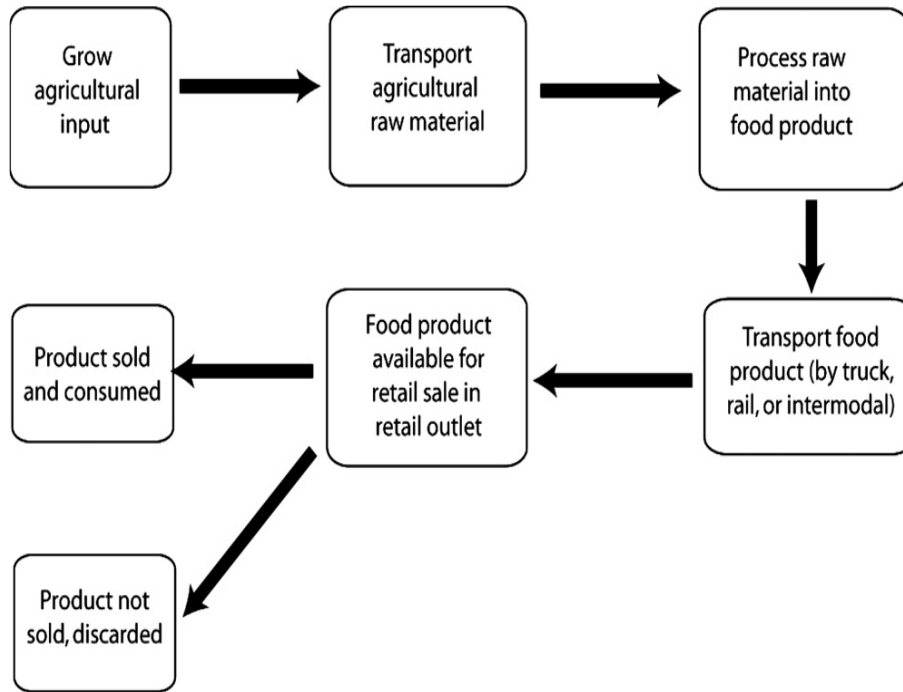 Grow
agricultural
input
Transport
agricultural
raw material
Process raw
material into
food product
Transport food
product (by truck,
rail, or intermodal)
Food product
available for
retail sale in
retail outlet
Product sold
and consumed
Product not
sold, discarded